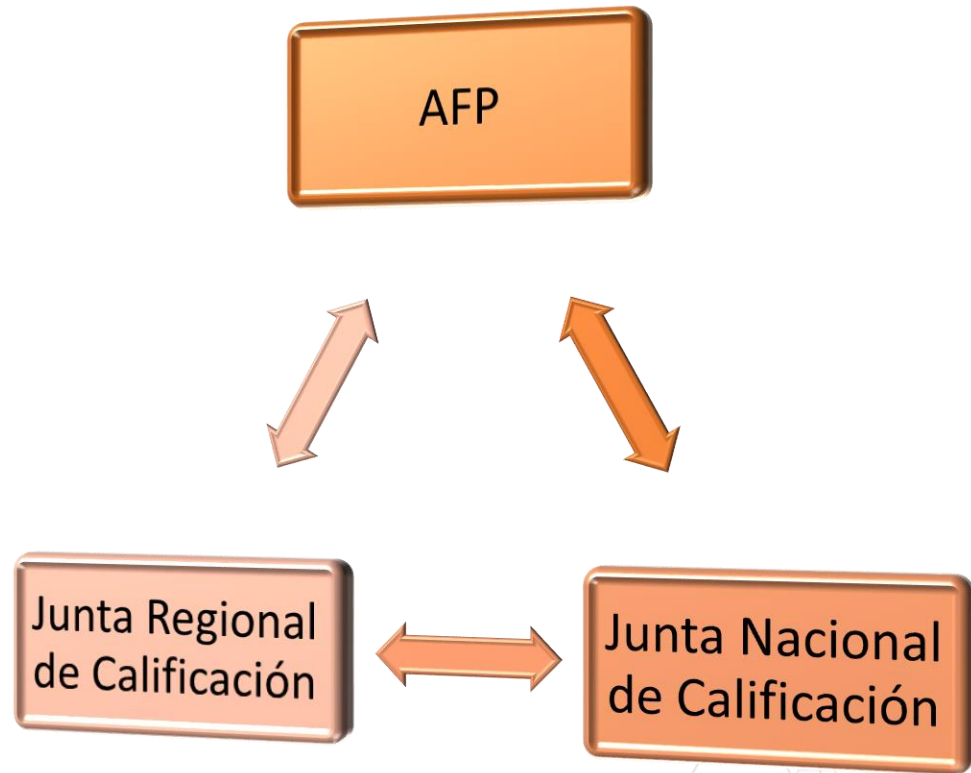 AFP
Junta Regional
de Calificación
Junta Nacional
de Calificación